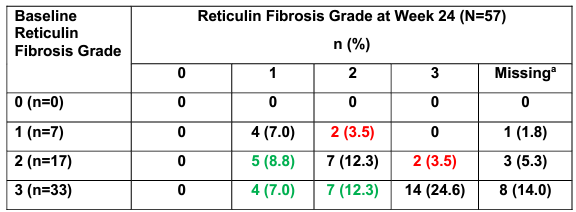 Baseline Reticulin Fibrosis Grade at Week 24 (N=57)
Reticulin n (%)
Fibrosis Grade
0 1 2 3 Missingᵃ
0 (n=0) 0 0 0 0 0
1 (n=7) 0 4 (7.0) 2 (3.5) 0 1 (1.8)
2 (n=17) 0 5 (8.8) 7 (12.3) 2 (3.5) 3 (5.3)
3 (n=33) 0 4 (7.0) 7 (12.3) 14 (24.6) 8 (14.0)